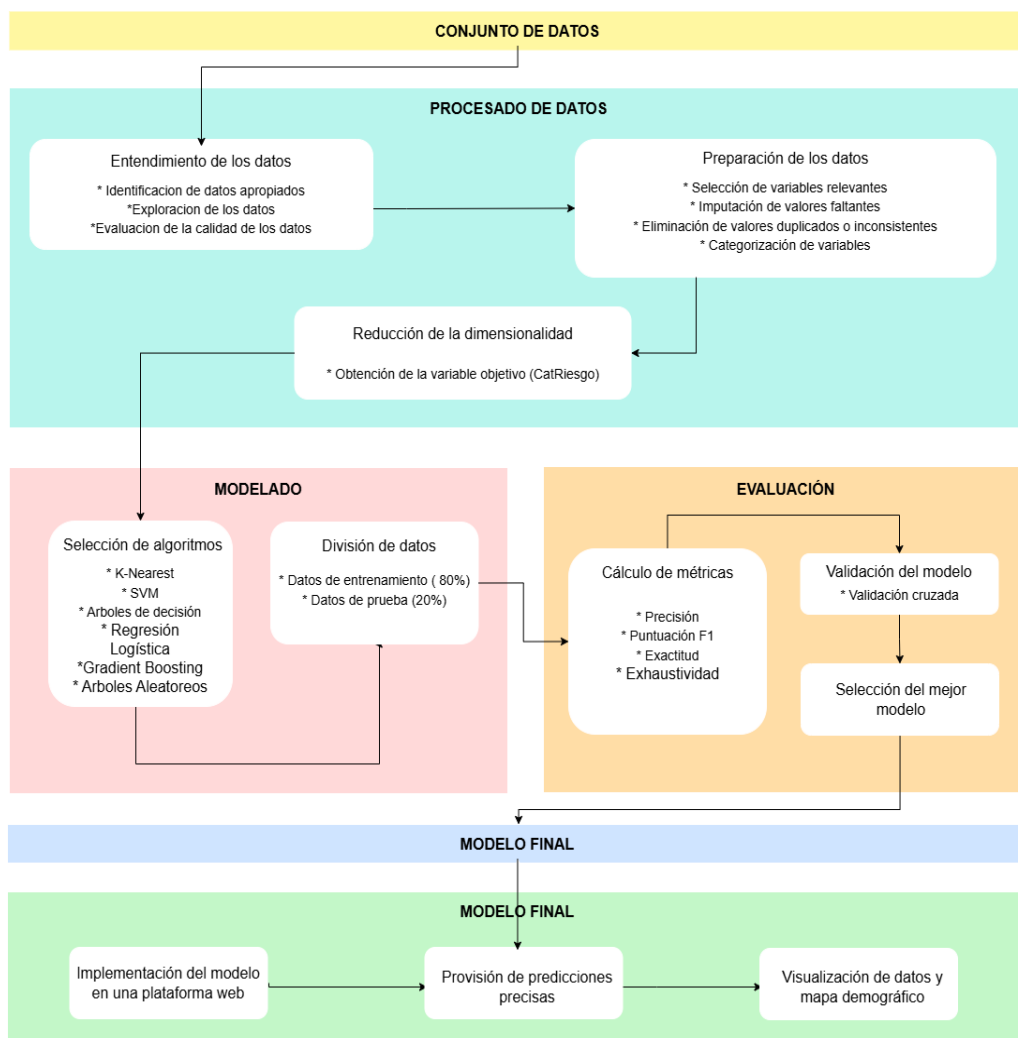 CONJUNTO DE DATOS
PROCESADO DE DATOS
Entendimiento de los datos
* Identificacion de datos apropiados
*Exploracion de los datos
*Evaluacion de la calidad de los datos
Preparación de los datos
* Selección de variables relevantes
* Imputación de valores faltantes
* Eliminación de valores duplicados o inconsistentes
* Categorización de variables
Reducción de la dimensionalidad
* Obtención de la variable objetivo (CatRiesgo)
MODELADO
Selección de algoritmos
* K-Nearest
* SVM
* Arboles de decisión
* Regresión
Logística
*Gradient Boosting
* Arboles Aleatoreos
División de datos
* Datos de entrenamiento ( 80%)
* Datos de prueba (20%)
EVALUACIÓN
Cálculo de métricas
* Precisión
* Puntuación F1
* Exactitud
* Exhaustividad
Validación del modelo
* Validación cruzada
Selección del mejor
modelo
MODELO FINAL
MODELO FINAL
Implementación del modelo
en una plataforma web
Provisión de predicciones
precisas
Visualización de datos y
mapa demográfico